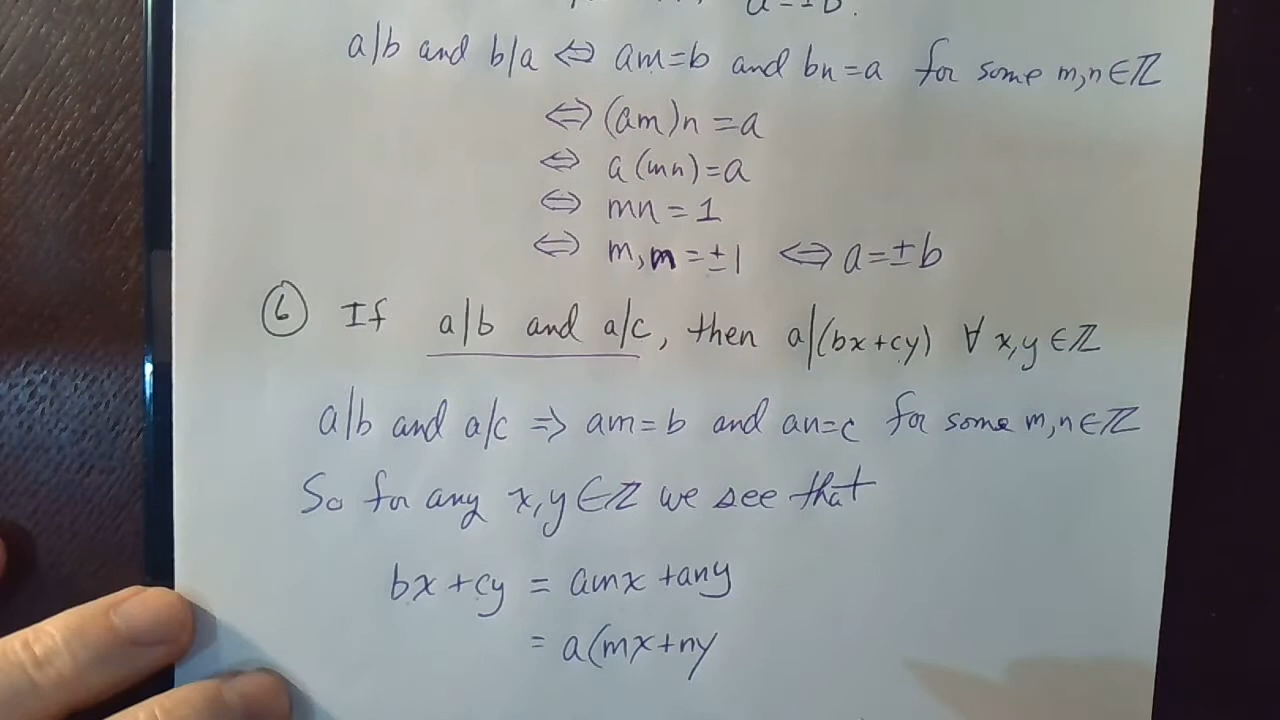 a=±b.
a|b and b|a ⇔ am=b and bn=a for some m,n∈ℤ
⇔ (am)n = a
⇔ a(mn)=a
⇔ mn = 1
⇔ m,m = ±1 ⇔ a=±b
⑥ If a|b and a|c, then a|(bx+cy) ∀ x,y ∈ ℤ
a|b and a|c ⇒ am=b and an=c for some m,n∈ℤ
So for any x,y∈ℤ we see that
bx+cy = amx+any
= a(mx+ny